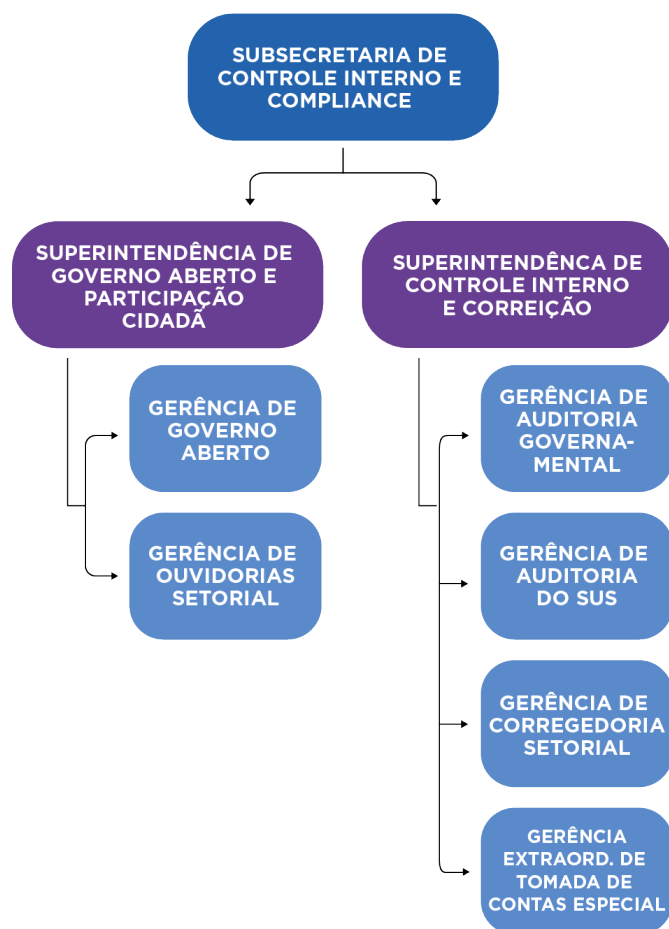 SUBSECRETARIA DE
CONTROLE INTERNO E
COMPLIANCE
SUPERINTENDÊNCIA DE
GOVERNO ABERTO E
PARTICIPAÇÃO
CIDADÃ
SUPERINTENDÊNCA DE
CONTROLE INTERNO
E CORREIÇÃO
GERÊNCIA DE
GOVERNO
ABERTO
GERÊNCIA DE
OUVIDORIAS
SETORIAL
GERÊNCIA DE
AUDITORIA
GOVERNA-
MENTAL
GERÊNCIA DE
AUDITORIA
DO SUS
GERÊNCIA DE
CORREGEDORIA
SETORIAL
GERÊNCIA
EXTRAORD. DE
TOMADA DE
CONTAS ESPECIAL